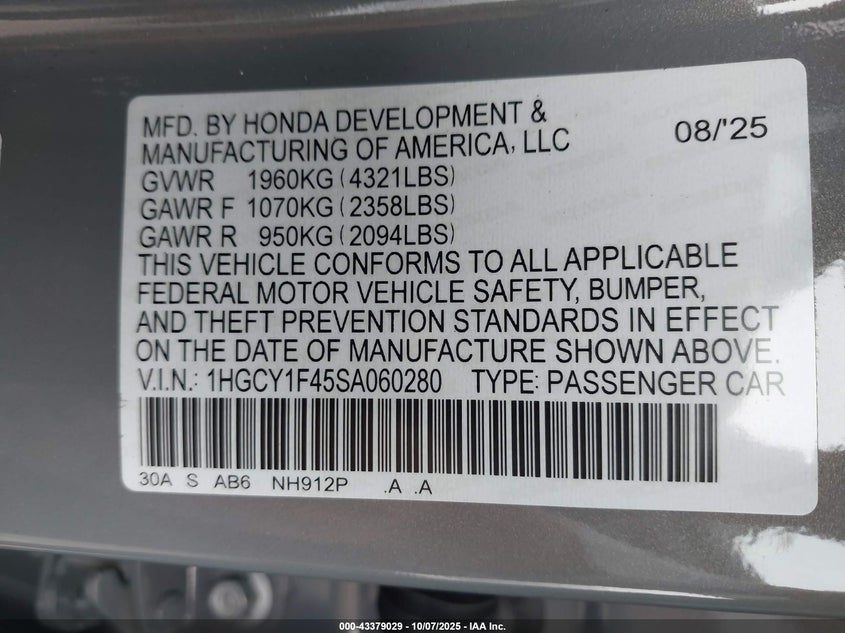 MFD. BY HONDA DEVELOPMENT &
MANUFACTURING OF AMERICA, LLC 08/'25
GVWR 1960KG (4321LBS)
GAWR F 1070KG (2358LBS)
GAWR R 950KG (2094LBS)
THIS VEHICLE CONFORMS TO ALL APPLICABLE
FEDERAL MOTOR VEHICLE SAFETY, BUMPER,
AND THEFT PREVENTION STANDARDS IN EFFECT
ON THE DATE OF MANUFACTURE SHOWN ABOVE.
V.I.N.: 1HGCY1F45SA060280 TYPE: PASSENGER CAR
30A S AB6 NH912P .A .A
000-43379029 - 10/07/2025 - IAA Inc.